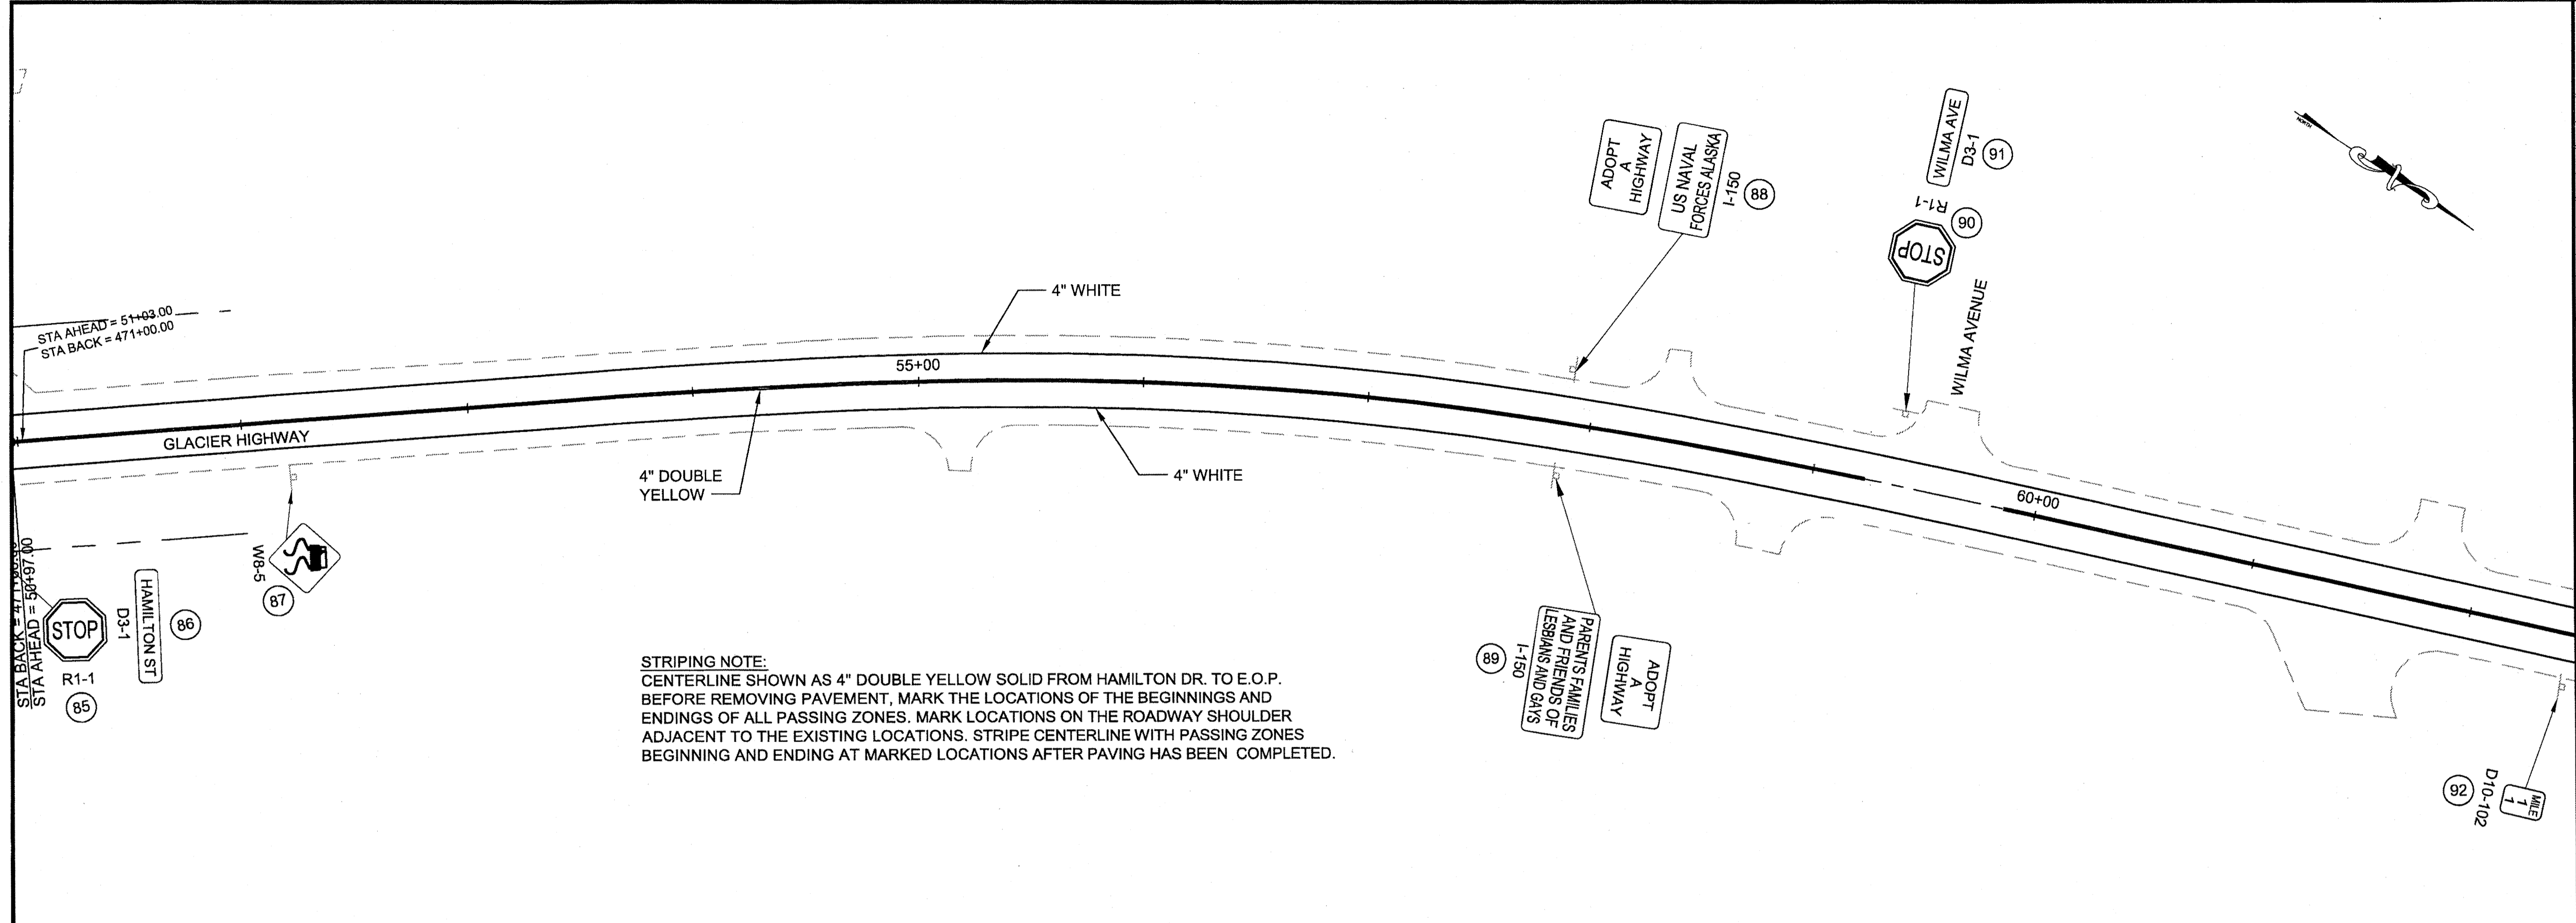 STA AHEAD = 51+03.00
STA BACK = 471+00.00
GLACIER HIGHWAY
55+00
60+00
4" WHITE
4" DOUBLE
YELLOW
4" WHITE
ADOPT
A
HIGHWAY
US NAVAL
FORCES ALASKA
I-150
88
WILMA AVE
D3-1
91
R1-1
90
STOP
WILMA AVENUE
NORTH
STA BACK =
STA AHEAD = 50+97.00
STOP
R1-1
85
D3-1
HAMILTON ST
86
W8-5
87
STRIPING NOTE:
CENTERLINE SHOWN AS 4" DOUBLE YELLOW SOLID FROM HAMILTON DR. TO E.O.P.
BEFORE REMOVING PAVEMENT, MARK THE LOCATIONS OF THE BEGINNINGS AND
ENDINGS OF ALL PASSING ZONES. MARK LOCATIONS ON THE ROADWAY SHOULDER
ADJACENT TO THE EXISTING LOCATIONS. STRIPE CENTERLINE WITH PASSING ZONES
BEGINNING AND ENDING AT MARKED LOCATIONS AFTER PAVING HAS BEEN COMPLETED.
89
I-150
PARENTS FAMILIES
AND FRIENDS OF
LESBIANS AND GAYS
ADOPT
A
HIGHWAY
92
D10-102
MILE
1
1